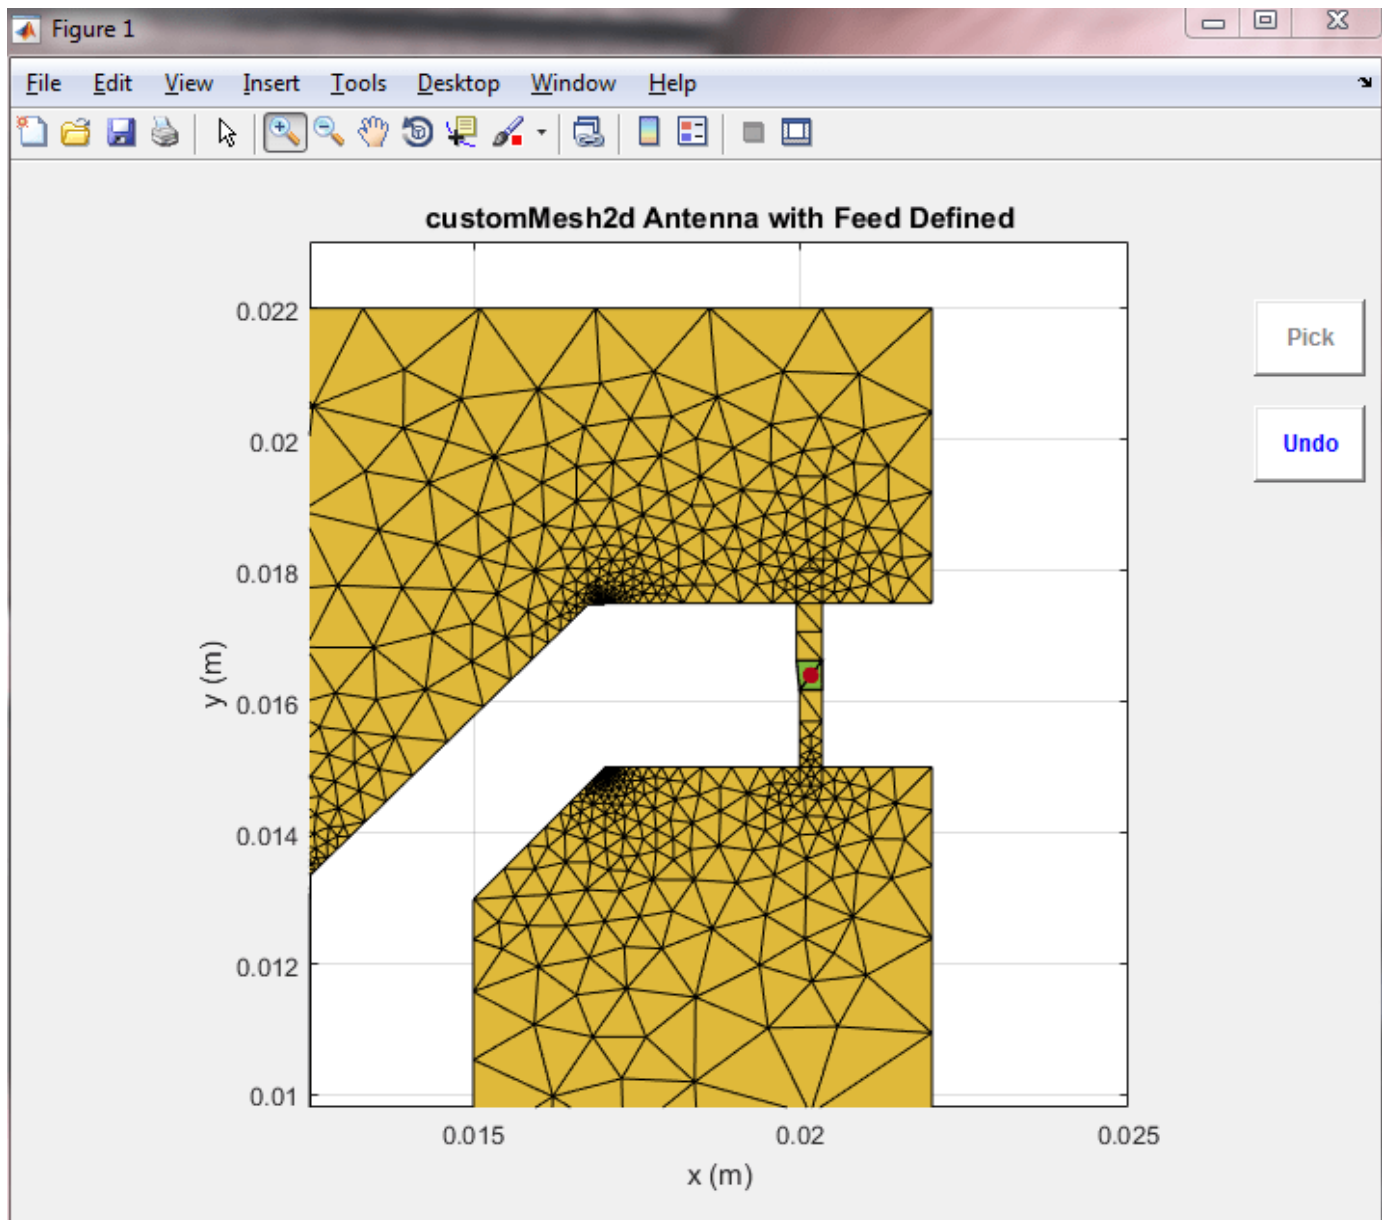 Figure 1
File Edit View Insert Tools Desktop Window Help
customMesh2d Antenna with Feed Defined
0.022
0.02
0.018
0.016
0.014
0.012
0.01
y (m)
0.015 0.02 0.025
x (m)
Pick
Undo